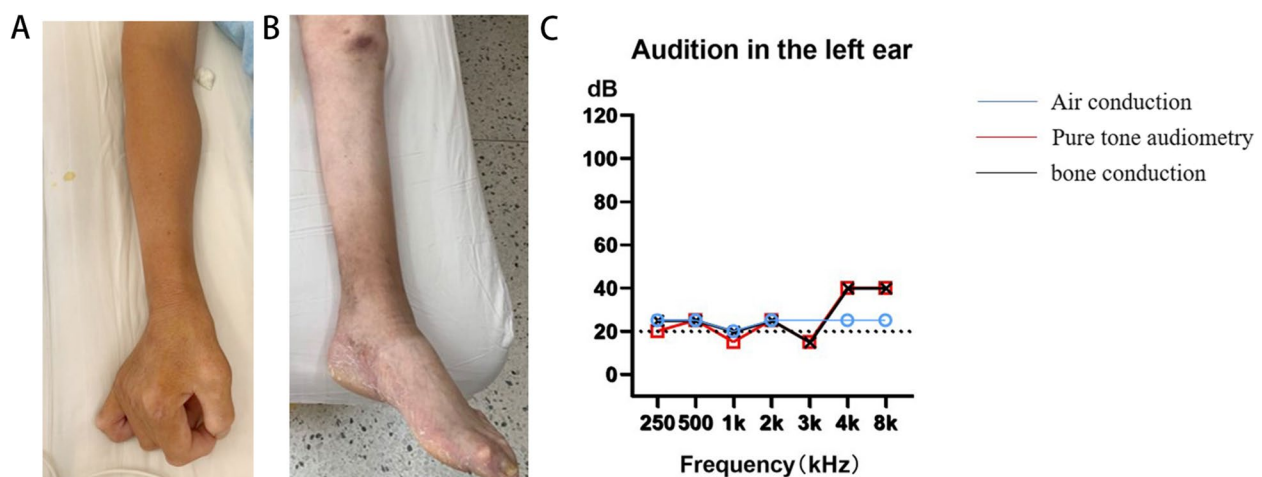 A
B
C
Audition in the left ear
dB
120
100
80
60
40
20
0
250 500 1k 2k 3k 4k 8k
Frequency(kHz)
Air conduction
Pure tone audiometry
bone conduction